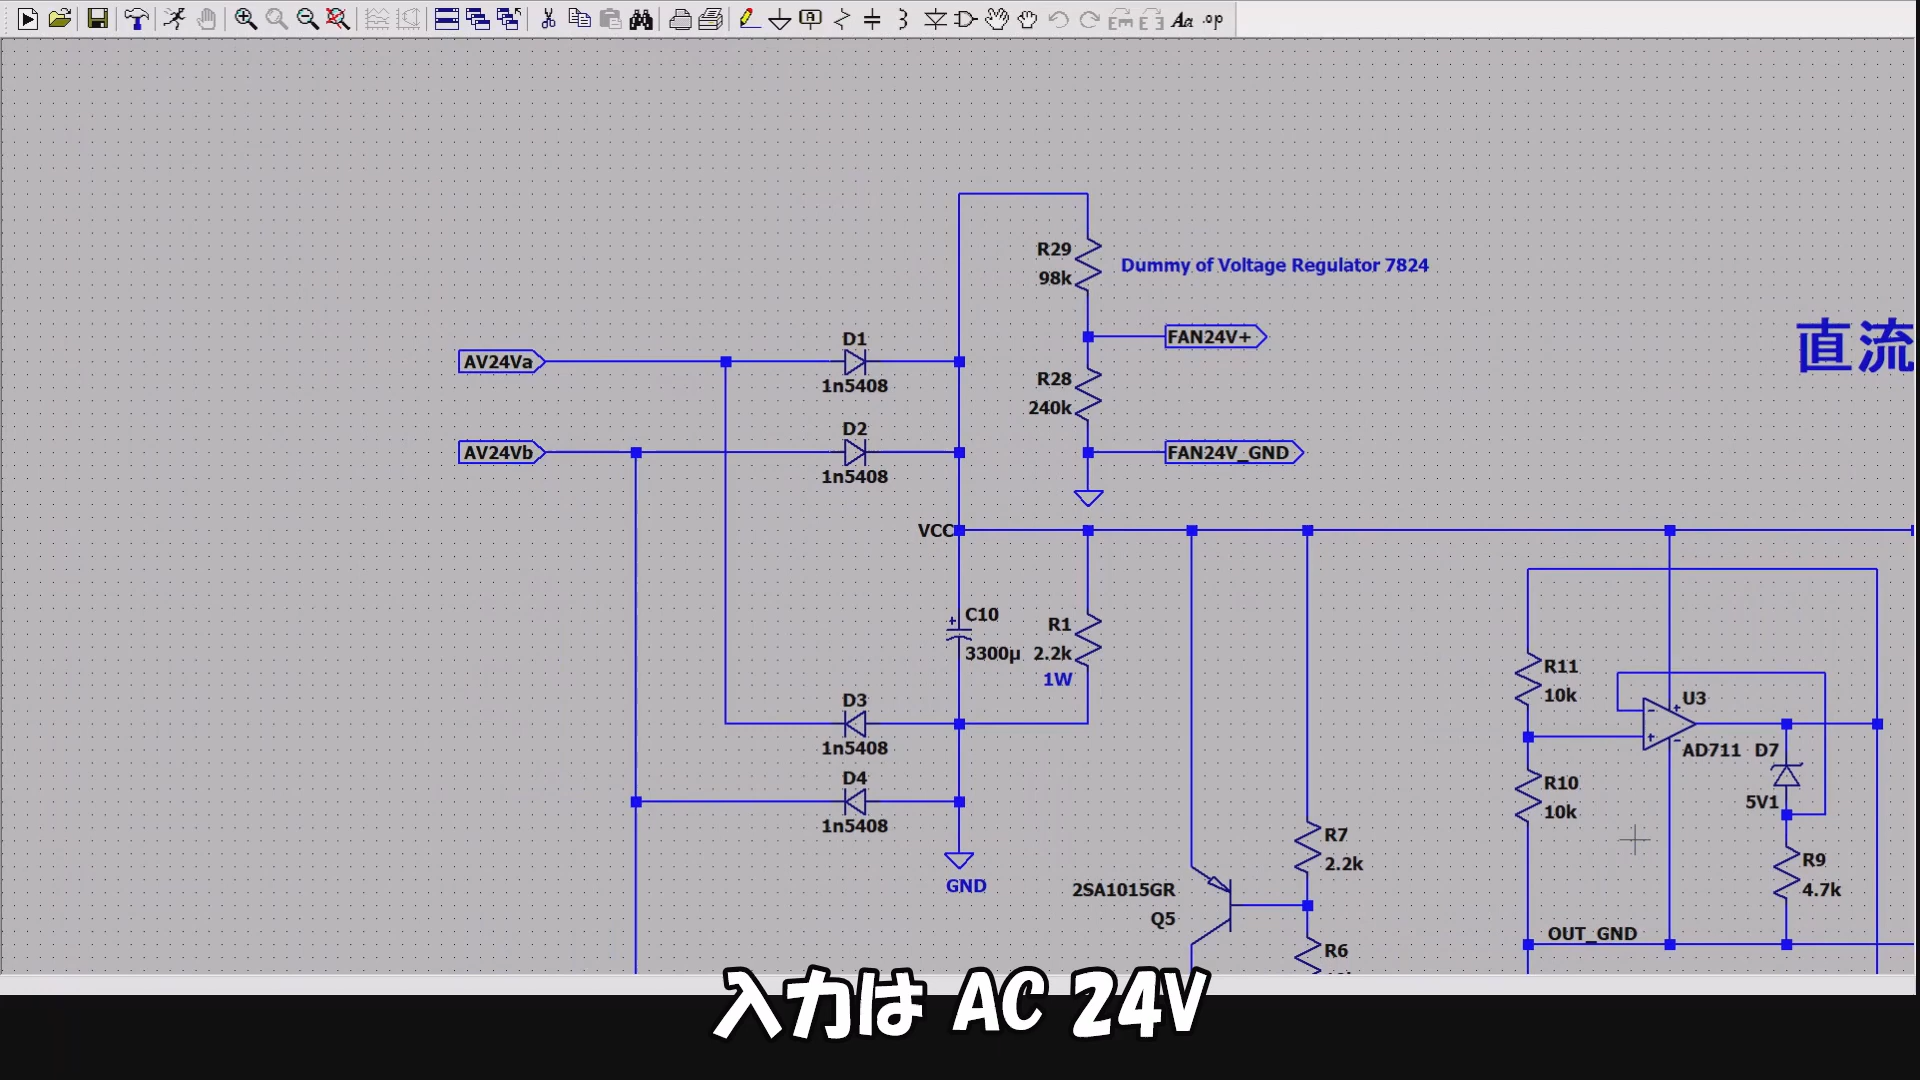 R29
98k
Dummy of Voltage Regulator 7824
FAN24V+
直流
D1
AV24Va
1n5408
R28
240k
D2
AV24Vb
1n5408
FAN24V_GND
VCC
C10
3300μ
R1
2.2k
1W
R11
10k
U3
AD711
D7
5V1
D3
1n5408
D4
1n5408
R10
10k
GND
R7
2.2k
R9
4.7k
2SA1015GR
Q5
OUT_GND
R6
入力は AC 24V